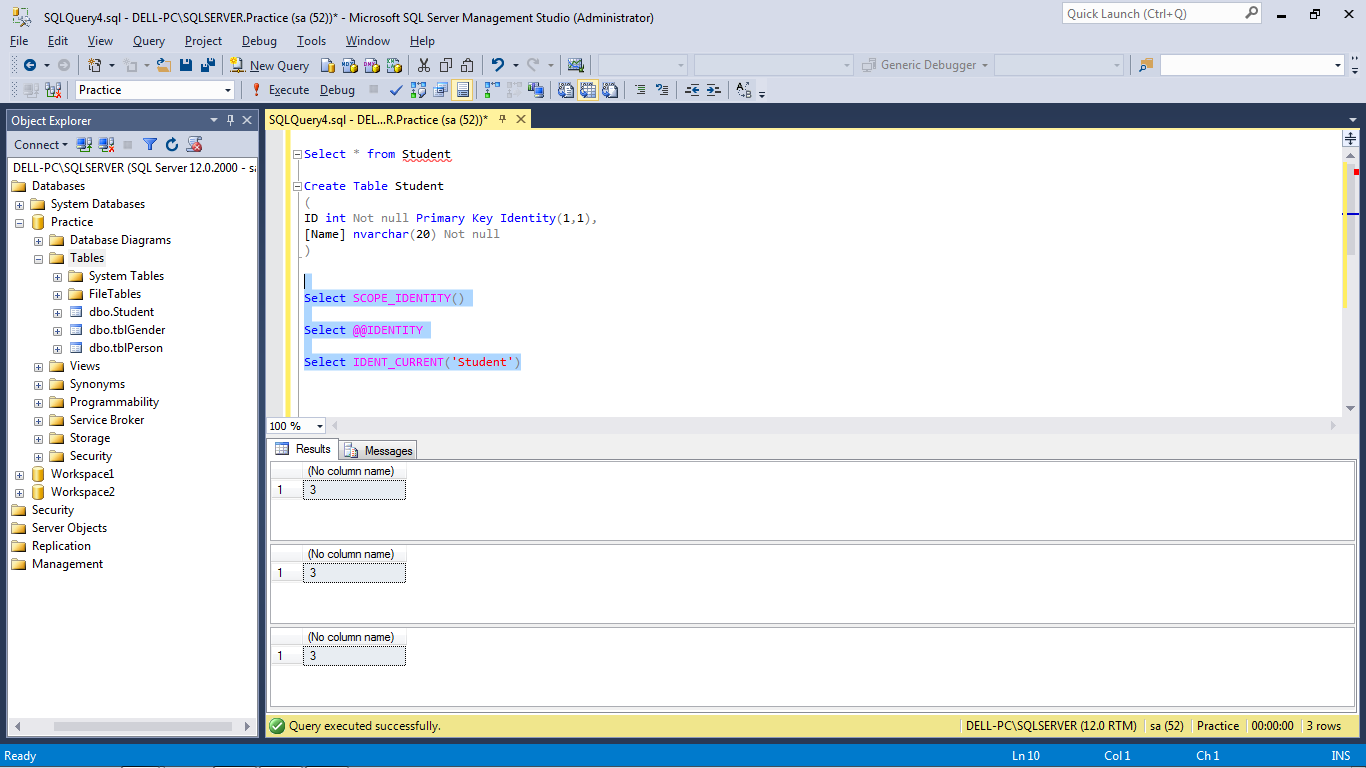 SQLQuery4.sql - DELL-PC\SQLSERVER.Practice (sa (52))* - Microsoft SQL Server Management Studio (Administrator)
Quick Launch (Ctrl+Q)
File Edit View Query Project Debug Tools Window Help
New Query
MDX
DMX
XMLA
Generic Debugger
Practice
Execute Debug
Object Explorer
Connect
DELL-PC\SQLSERVER (SQL Server 12.0.2000 - sa
Databases
System Databases
Practice
Database Diagrams
Tables
System Tables
FileTables
dbo.Student
dbo.tblGender
dbo.tblPerson
Views
Synonyms
Programmability
Service Broker
Storage
Security
Workspace1
Workspace2
Security
Server Objects
Replication
Management
SQLQuery4.sql - DEL...R.Practice (sa (52))*
Select * from Student
Create Table Student
(
ID int Not null Primary Key Identity(1,1),
[Name] nvarchar(20) Not null
)
Select SCOPE_IDENTITY()
Select @@IDENTITY
Select IDENT_CURRENT('Student')
100 %
Results Messages
(No column name)
1 3
(No column name)
1 3
(No column name)
1 3
Query executed successfully.
DELL-PC\SQLSERVER (12.0 RTM) sa (52) Practice 00:00:00 3 rows
Ready
Ln 10 Col 1 Ch 1 INS